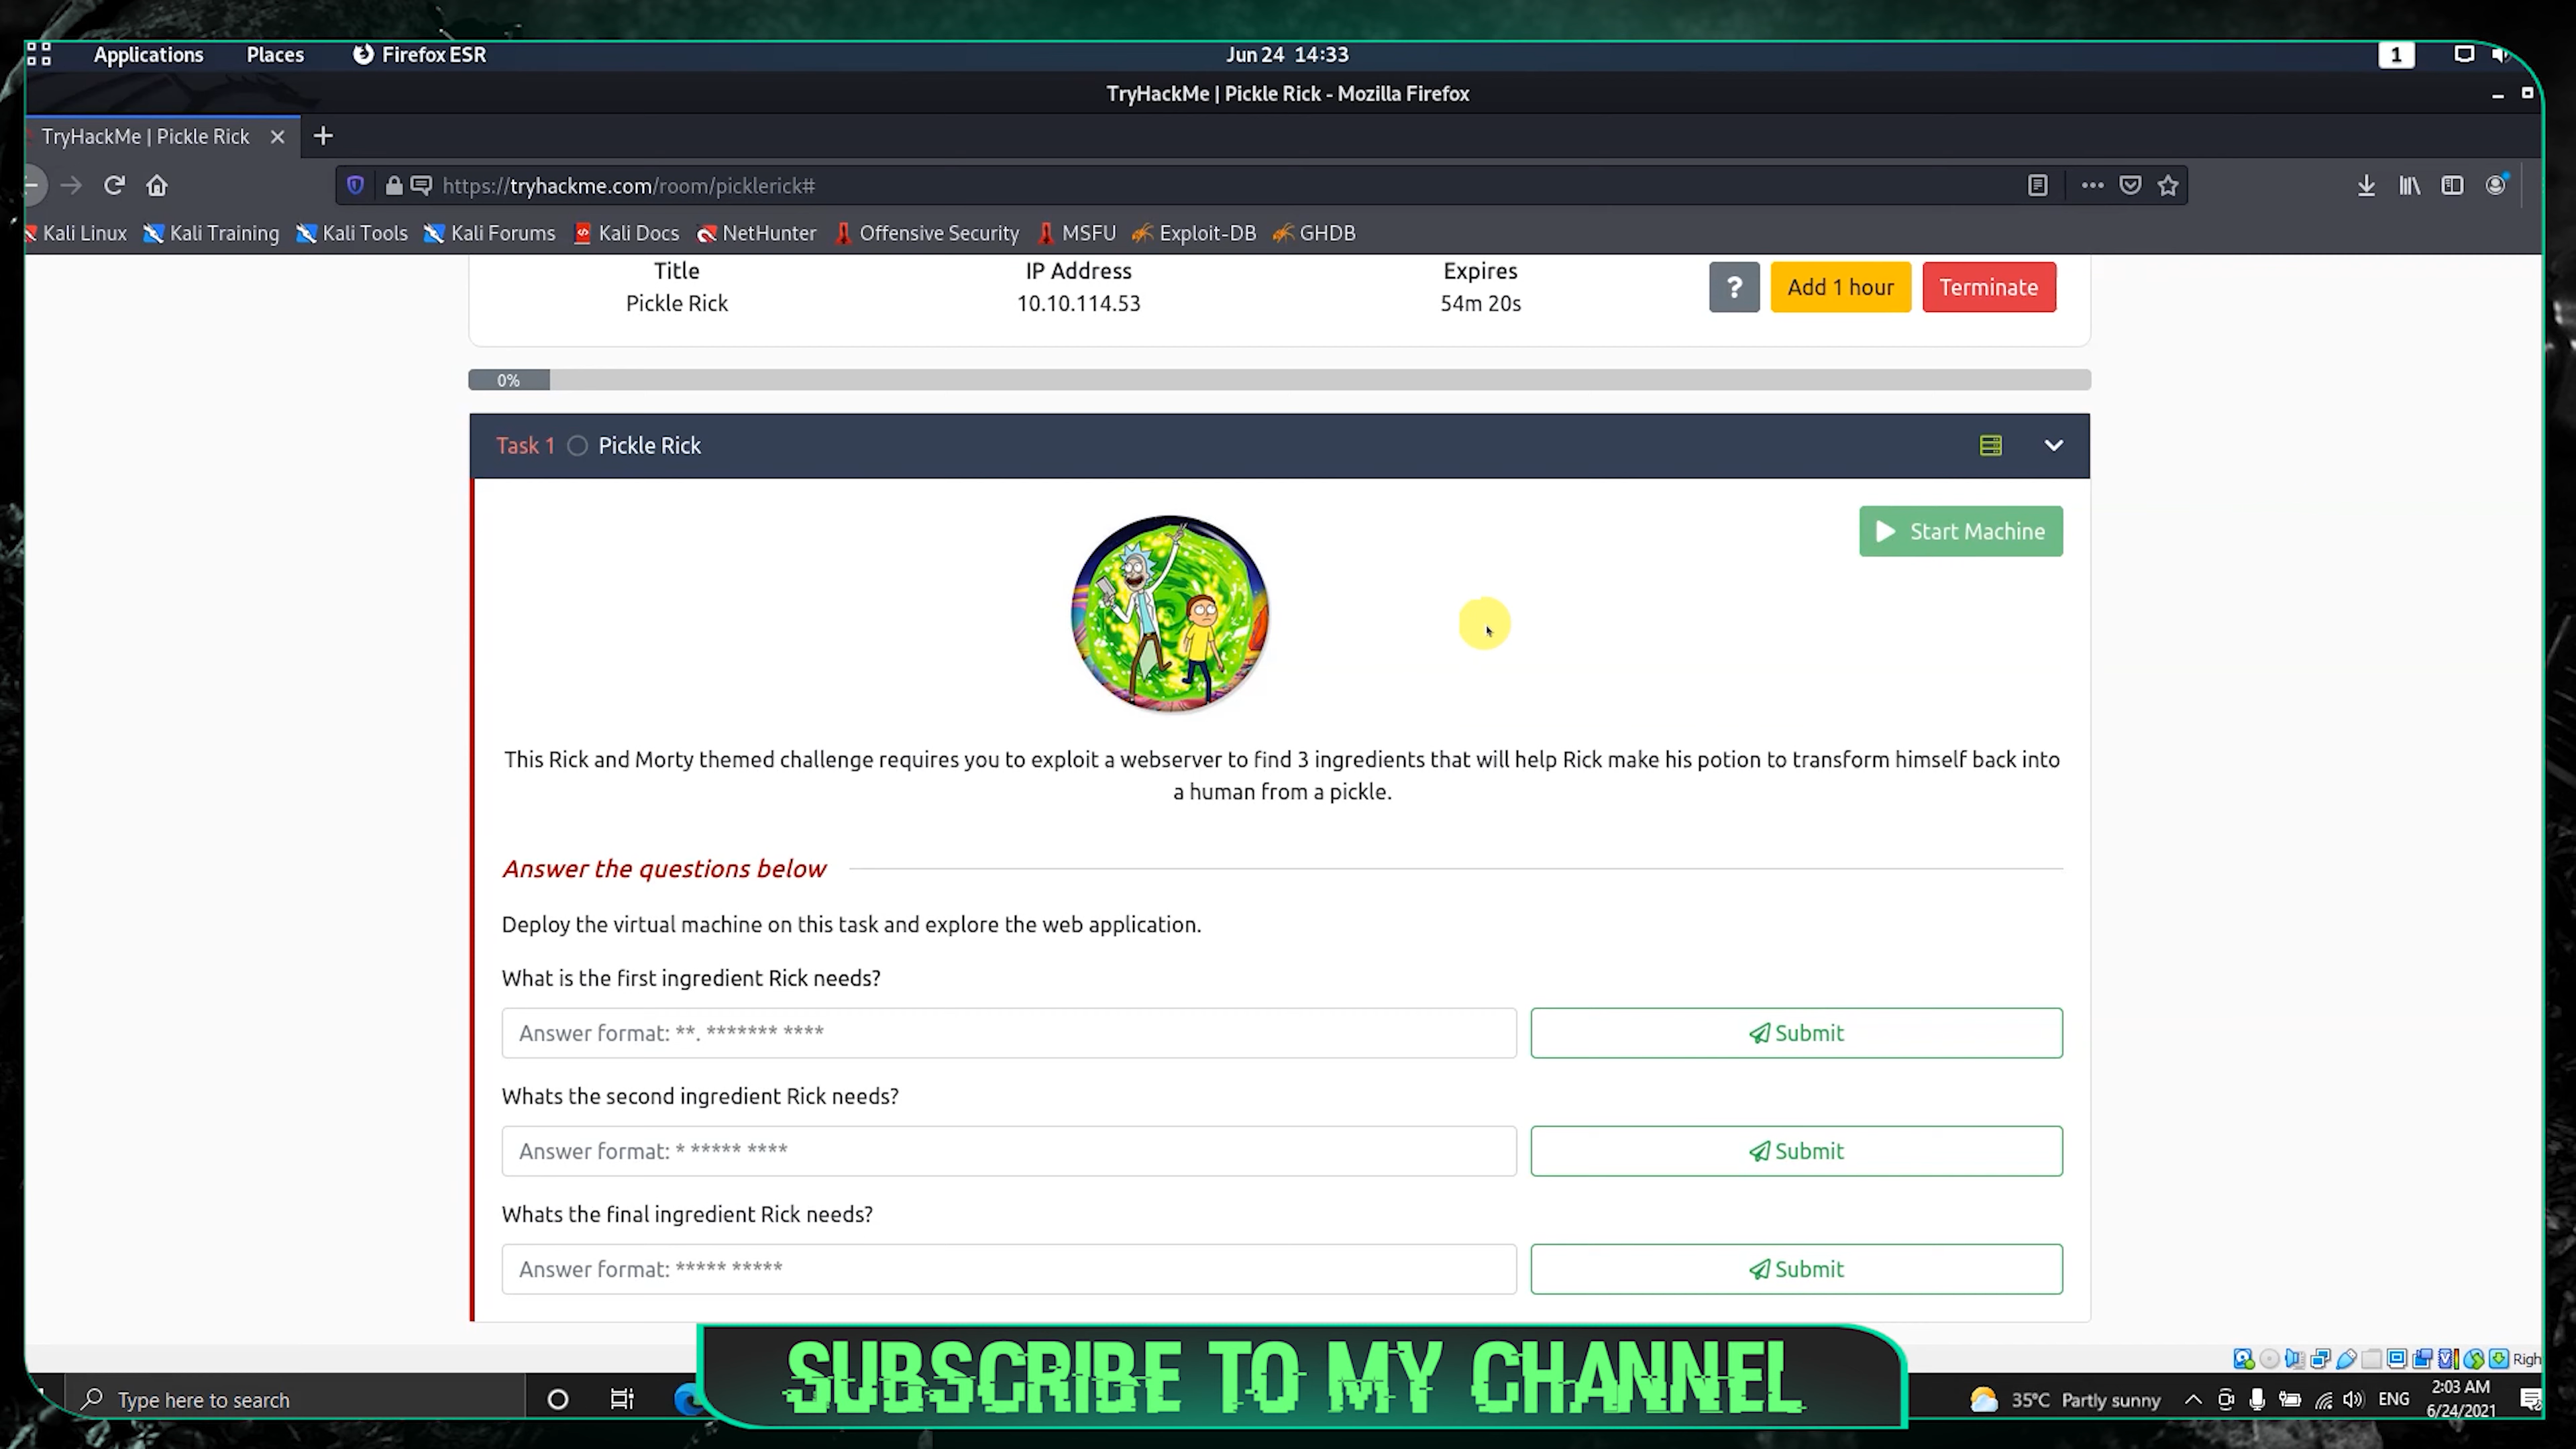 Applications Places Firefox ESR Jun 24 14:33 1
TryHackMe | Pickle Rick - Mozilla Firefox
TryHackMe | Pickle Rick
https://tryhackme.com/room/picklerick#
Kali Linux Kali Training Kali Tools Kali Forums Kali Docs NetHunter Offensive Security MSFU Exploit-DB GHDB
Title IP Address Expires
Pickle Rick 10.10.114.53 54m 20s ? Add 1 hour Terminate
0%
Task 1 Pickle Rick
Start Machine
This Rick and Morty themed challenge requires you to exploit a webserver to find 3 ingredients that will help Rick make his potion to transform himself back into
a human from a pickle.
Answer the questions below
Deploy the virtual machine on this task and explore the web application.
What is the first ingredient Rick needs?
Answer format: **. ******* **** Submit
Whats the second ingredient Rick needs?
Answer format: * ***** **** Submit
Whats the final ingredient Rick needs?
Answer format: ***** ***** Submit
Righ
SUBSCRIBE TO MY CHANNEL
Type here to search 35°C Partly sunny ENG 2:03 AM
6/24/2021